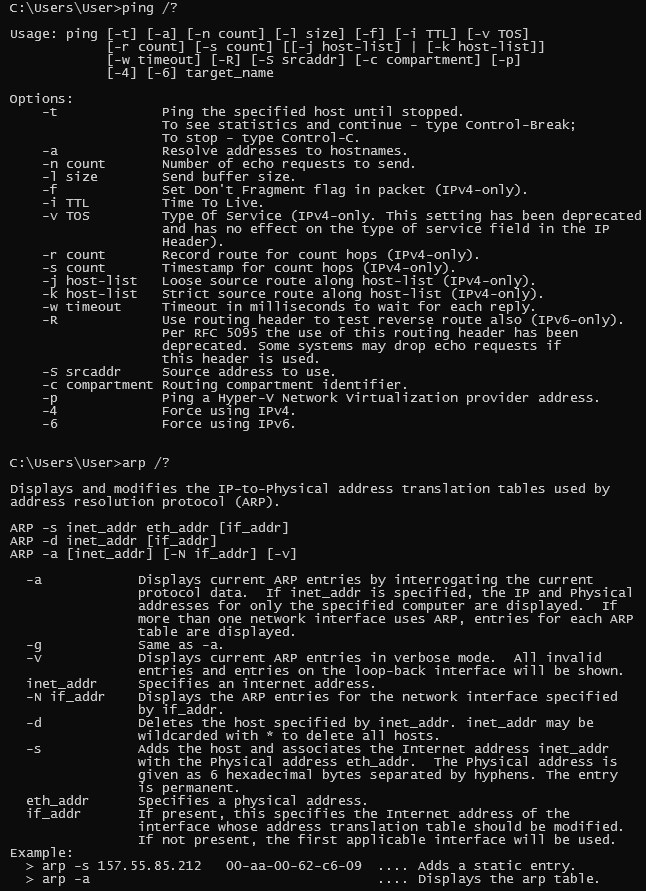 C:\Users\User>ping /?

Usage: ping [-t] [-a] [-n count] [-l size] [-f] [-i TTL] [-v TOS]
            [-r count] [-s count] [[-j host-list] | [-k host-list]]
            [-w timeout] [-R] [-S srcaddr] [-c compartment] [-p]
            [-4] [-6] target_name

Options:
    -t             Ping the specified host until stopped.
                   To see statistics and continue - type Control-Break;
                   To stop - type Control-C.
    -a             Resolve addresses to hostnames.
    -n count       Number of echo requests to send.
    -l size        Send buffer size.
    -f             Set Don't Fragment flag in packet (IPv4-only).
    -i TTL         Time To Live.
    -v TOS         Type Of Service (IPv4-only. This setting has been deprecated
                   and has no effect on the type of service field in the IP
                   Header).
    -r count       Record route for count hops (IPv4-only).
    -s count       Timestamp for count hops (IPv4-only).
    -j host-list   Loose source route along host-list (IPv4-only).
    -k host-list   Strict source route along host-list (IPv4-only).
    -w timeout     Timeout in milliseconds to wait for each reply.
    -R             Use routing header to test reverse route also (IPv6-only).
                   Per RFC 5095 the use of this routing header has been
                   deprecated. Some systems may drop echo requests if
                   this header is used.
    -S srcaddr     Source address to use.
    -c compartment Routing compartment identifier.
    -p             Ping a Hyper-V Network Virtualization provider address.
    -4             Force using IPv4.
    -6             Force using IPv6.


C:\Users\User>arp /?

Displays and modifies the IP-to-Physical address translation tables used by
address resolution protocol (ARP).

ARP -s inet_addr eth_addr [if_addr]
ARP -d inet_addr [if_addr]
ARP -a [inet_addr] [-N if_addr] [-v]

  -a            Displays current ARP entries by interrogating the current
                protocol data.  If inet_addr is specified, the IP and Physical
                addresses for only the specified computer are displayed.  If
                more than one network interface uses ARP, entries for each ARP
                table are displayed.
  -g            Same as -a.
  -v            Displays current ARP entries in verbose mode.  All invalid
                entries and entries on the loop-back interface will be shown.
  inet_addr     Specifies an internet address.
  -N if_addr    Displays the ARP entries for the network interface specified
                by if_addr.
  -d            Deletes the host specified by inet_addr. inet_addr may be
                wildcarded with * to delete all hosts.
  -s            Adds the host and associates the Internet address inet_addr
                with the Physical address eth_addr.  The Physical address is
                given as 6 hexadecimal bytes separated by hyphens. The entry
                is permanent.
  eth_addr      Specifies a physical address.
  if_addr       If present, this specifies the Internet address of the
                interface whose address translation table should be modified.
                If not present, the first applicable interface will be used.
Example:
  > arp -s 157.55.85.212   00-aa-00-62-c6-09  .... Adds a static entry.
  > arp -a                                    .... Displays the arp table.